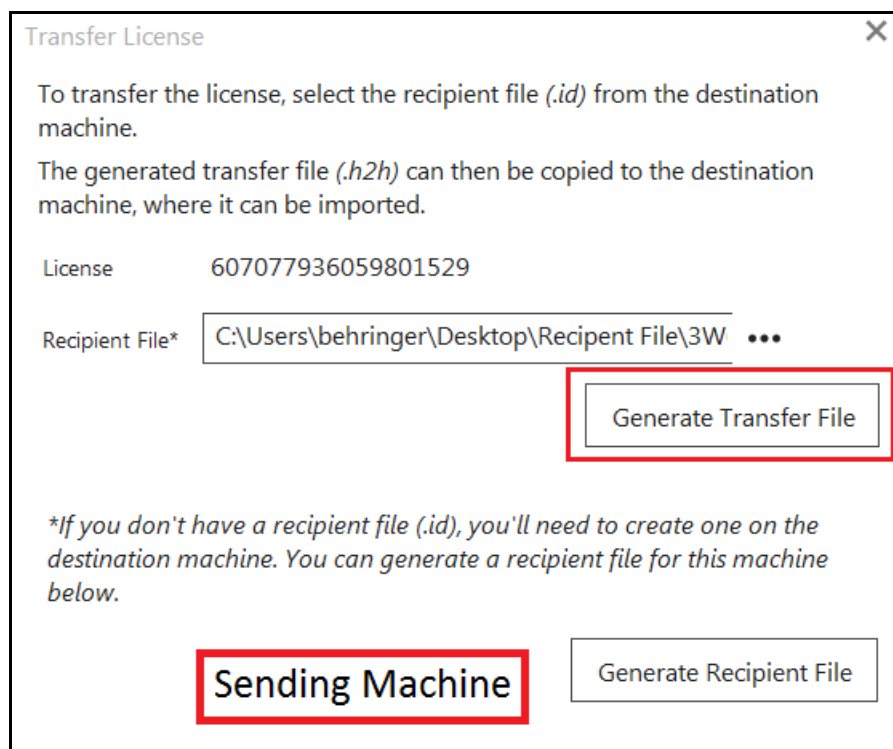 Transfer License
To transfer the license, select the recipient file (.id) from the destination
machine.
The generated transfer file (.h2h) can then be copied to the destination
machine, where it can be imported.
License 607077936059801529
Recipient File* C:\Users\behringer\Desktop\Recipent File\3W
Generate Transfer File
*If you don't have a recipient file (.id), you'll need to create one on the
destination machine. You can generate a recipient file for this machine
below.
Sending Machine
Generate Recipient File